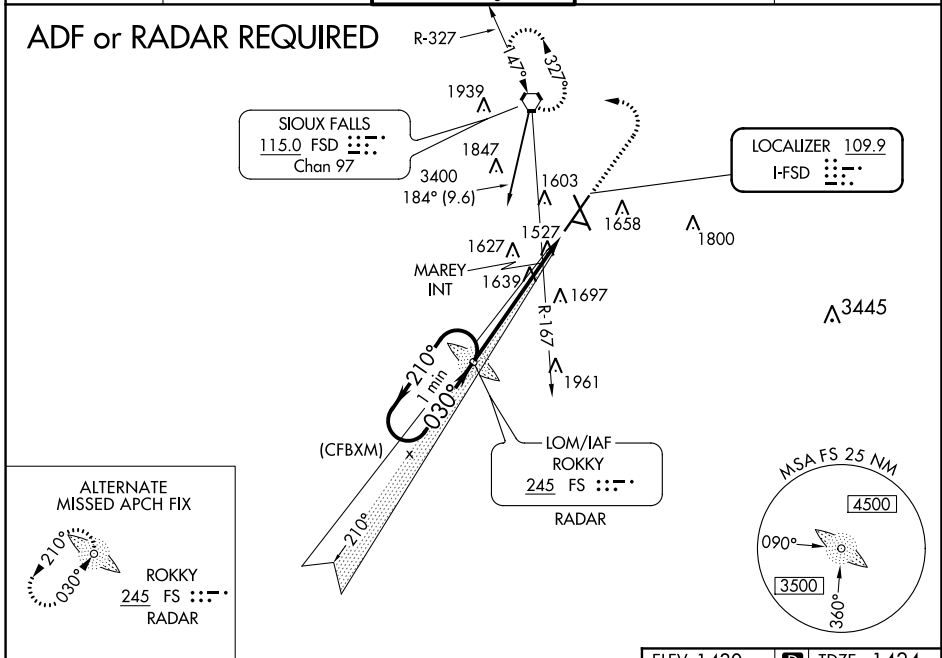 ADF or RADAR REQUIRED
R-327
147°
327°
1939
SIOUX FALLS
115.0 FSD
Chan 97
1847
3400
184° (9.6)
1603
LOCALIZER 109.9
I-FSD
1658
1800
1527
1627
MAREY
INT
1639
1697
R-167
3445
1961
210°
1 min
030°
(CFBXM)
x
LOM/IAF
ROKKY
245 FS
RADAR
210°
ALTERNATE
MISSED APCH FIX
210°
030°
ROKKY
245 FS
RADAR
MSA FS 25 NM
4500
090°
3500
360°